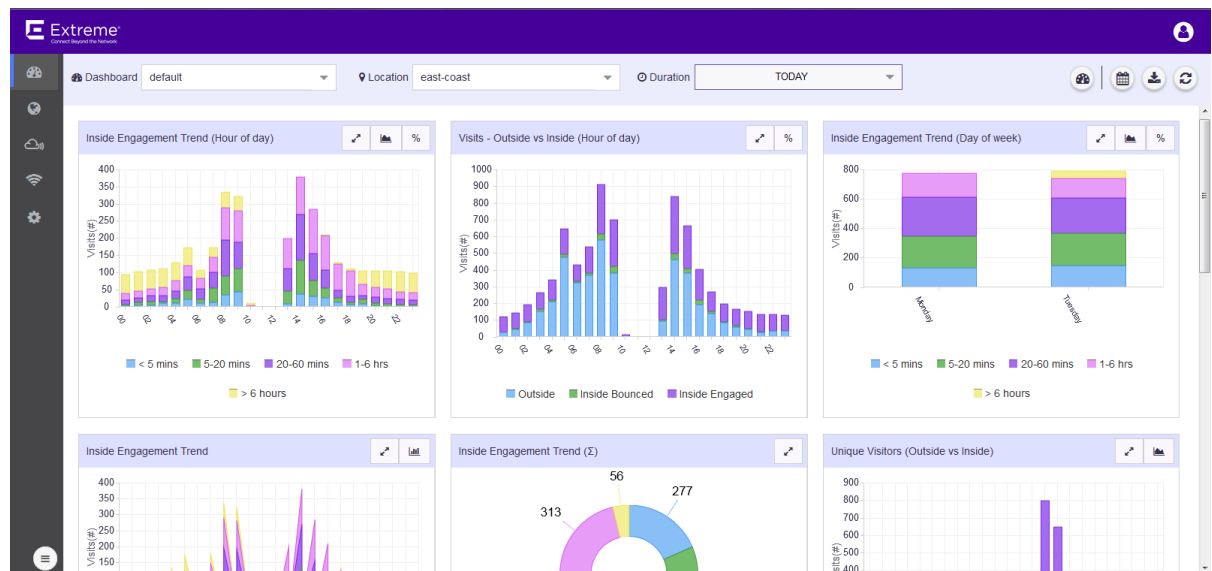 Extreme
Connect Beyond the Network
Dashboard default Location east-coast Duration TODAY
Inside Engagement Trend (Hour of day) %
400
350
300
250
200
150
100
50
0
Visits(#)
00 02 04 06 08 10 12 14 16 18 20 22
< 5 mins 5-20 mins 20-60 mins 1-6 hrs
> 6 hours
Visits - Outside vs Inside (Hour of day) %
1000
900
800
700
600
500
400
300
200
100
0
Visits(#)
00 02 04 06 08 10 12 14 16 18 20 22
Outside Inside Bounced Inside Engaged
Inside Engagement Trend (Day of week) %
800
600
400
200
0
Visits(#)
Monday Tuesday
< 5 mins 5-20 mins 20-60 mins 1-6 hrs
> 6 hours
Inside Engagement Trend
400
350
300
250
200
150
Visits(#)
Inside Engagement Trend (Σ)
56
277
313
Unique Visitors (Outside vs Inside)
900
800
700
600
500
400